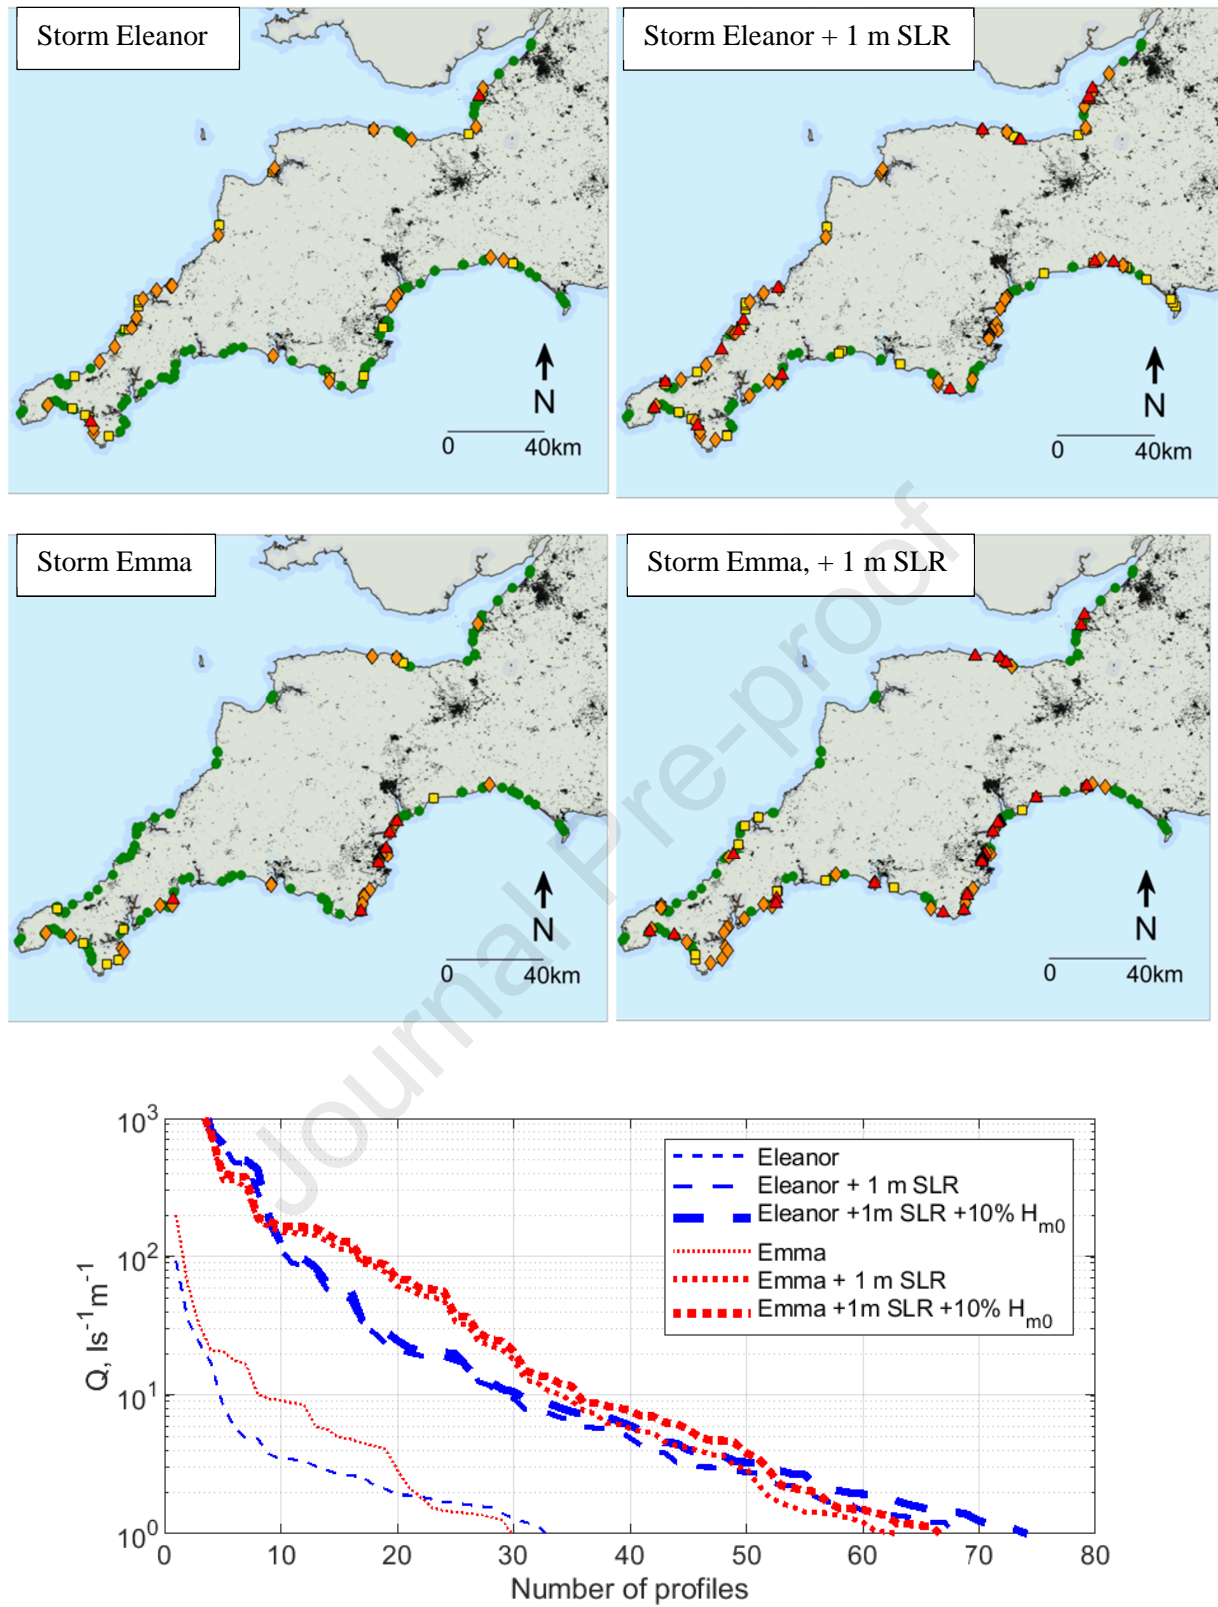 Storm Eleanor
Storm Eleanor + 1 m SLR
N
0 40km
N
0 40km
Storm Emma
Storm Emma, + 1 m SLR
N
0 40km
N
0 40km
Journal Pre-proof
10³
10²
10¹
10⁰
Q, ls⁻¹m⁻¹
Eleanor
Eleanor + 1 m SLR
Eleanor +1m SLR +10% Hm0
Emma
Emma + 1 m SLR
Emma +1m SLR +10% Hm0
0 10 20 30 40 50 60 70 80
Number of profiles